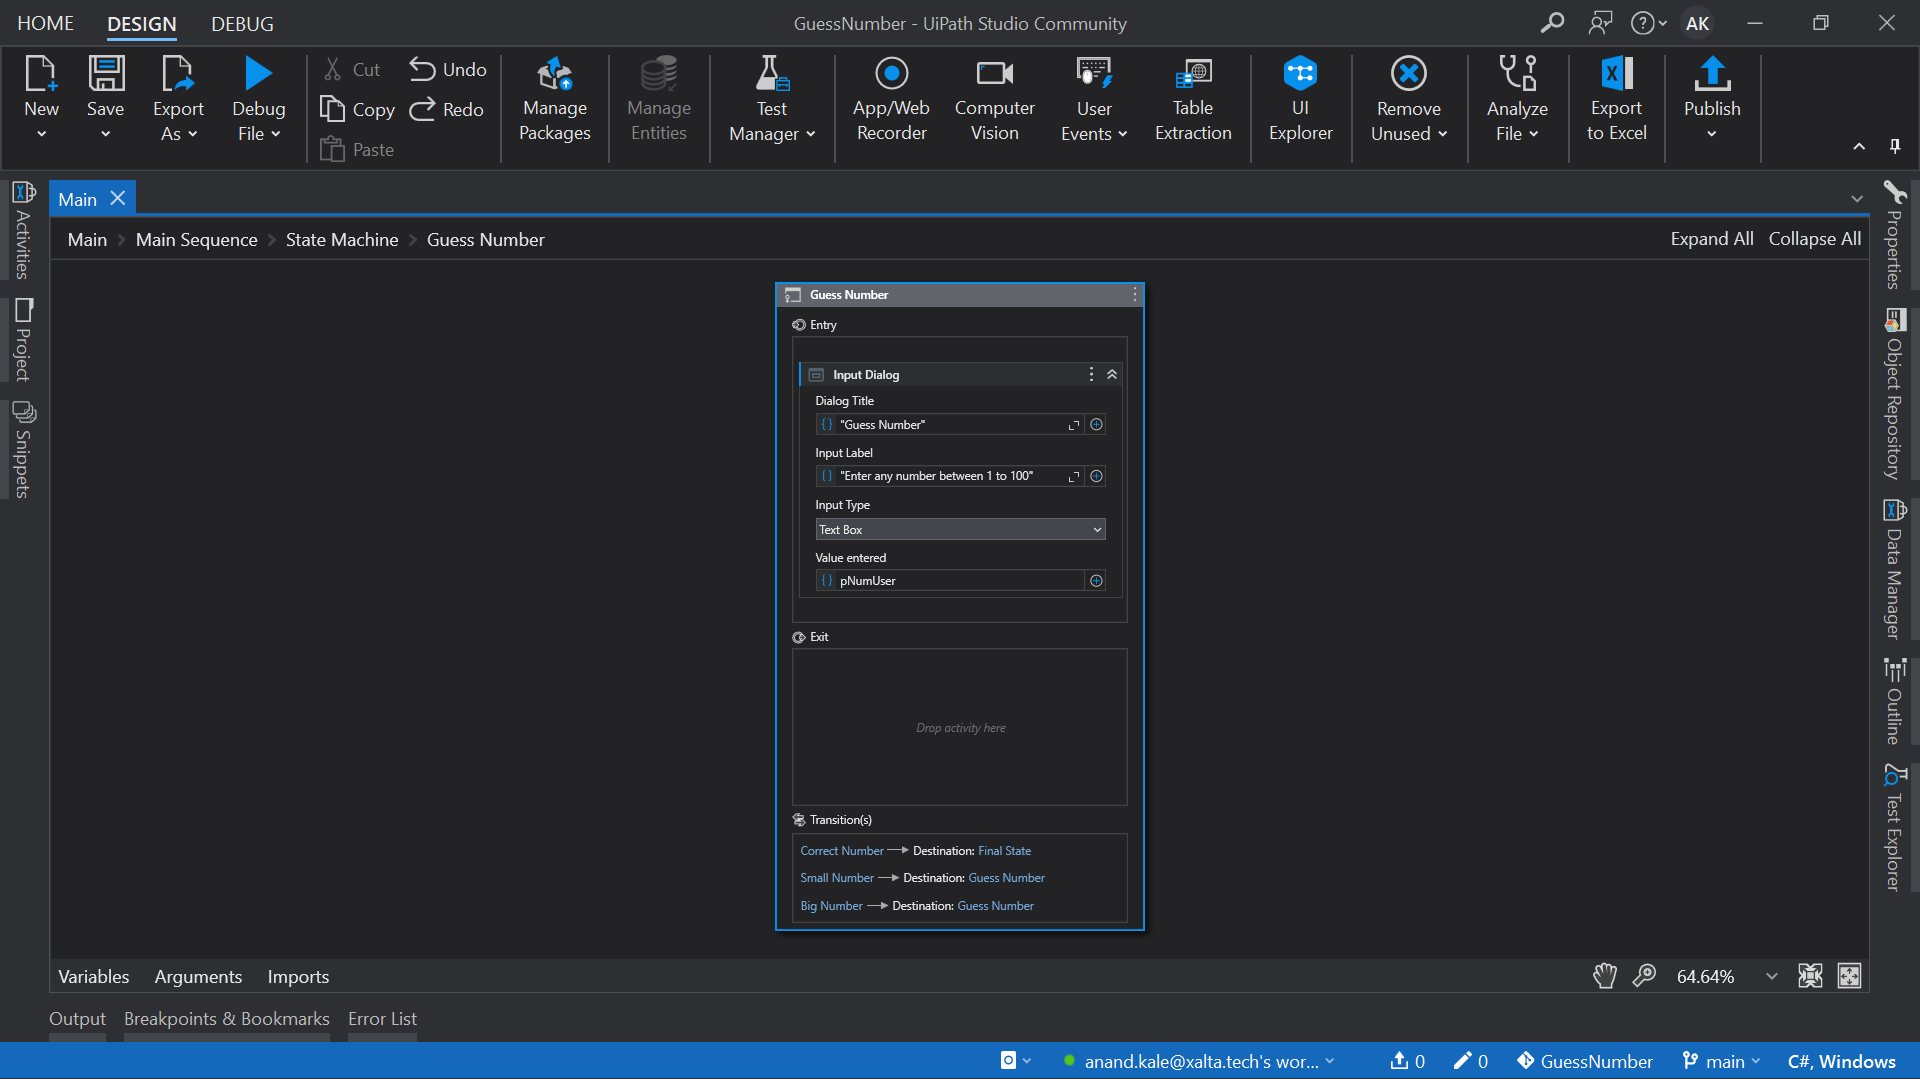 HOME DESIGN DEBUG GuessNumber - UiPath Studio Community AK
New Save Export As Debug File Cut Copy Paste Undo Redo Manage Packages Manage Entities Test Manager App/Web Recorder Computer Vision User Events Table Extraction UI Explorer Remove Unused Analyze File Export to Excel Publish
Activities
Project
Snippets
Main
Main Main Sequence State Machine Guess Number Expand All Collapse All
Guess Number
Entry
Input Dialog
Dialog Title
"Guess Number"
Input Label
"Enter any number between 1 to 100"
Input Type
Text Box
Value entered
pNumUser
Exit
Drop activity here
Transition(s)
Correct Number Destination: Final State
Small Number Destination: Guess Number
Big Number Destination: Guess Number
Properties
Object Repository
Data Manager
Outline
Test Explorer
Variables Arguments Imports 64.64%
Output Breakpoints & Bookmarks Error List
anand.kale@xalta.tech's wor... 0 0 GuessNumber main C#, Windows